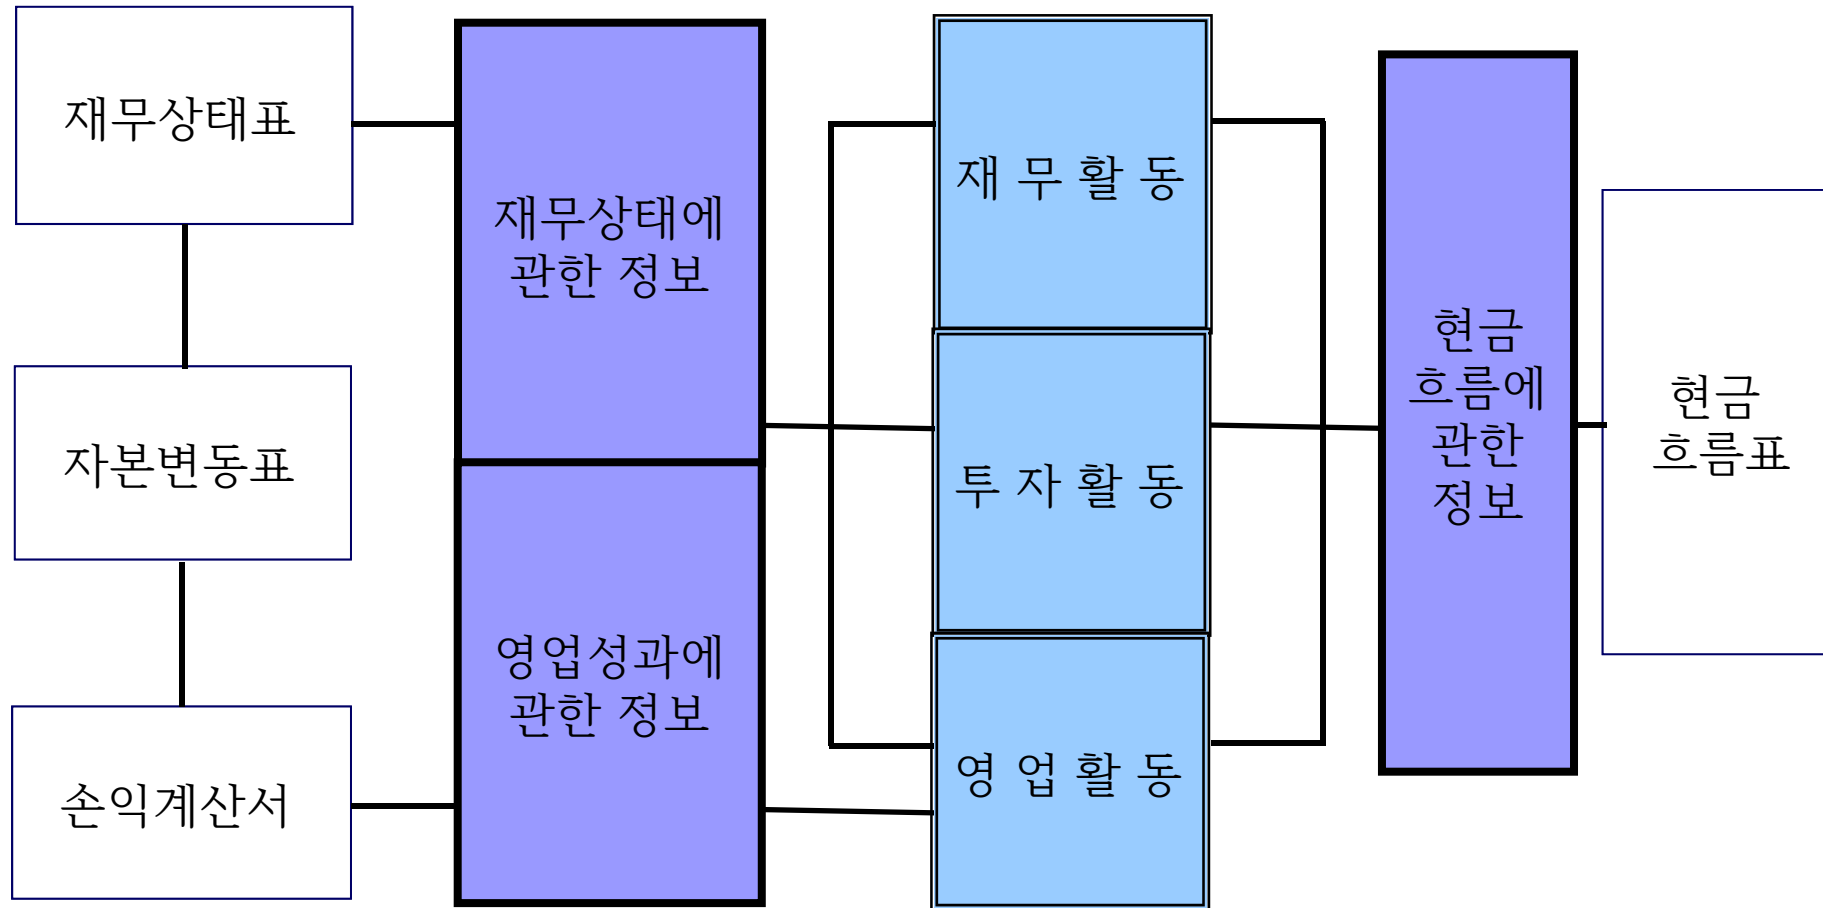 재무상태표
자본변동표
손익계산서
재무상태에
관한 정보
영업성과에
관한 정보
재 무 활 동
투 자 활 동
영 업 활 동
현금
흐름에
관한
정보
현금
흐름표